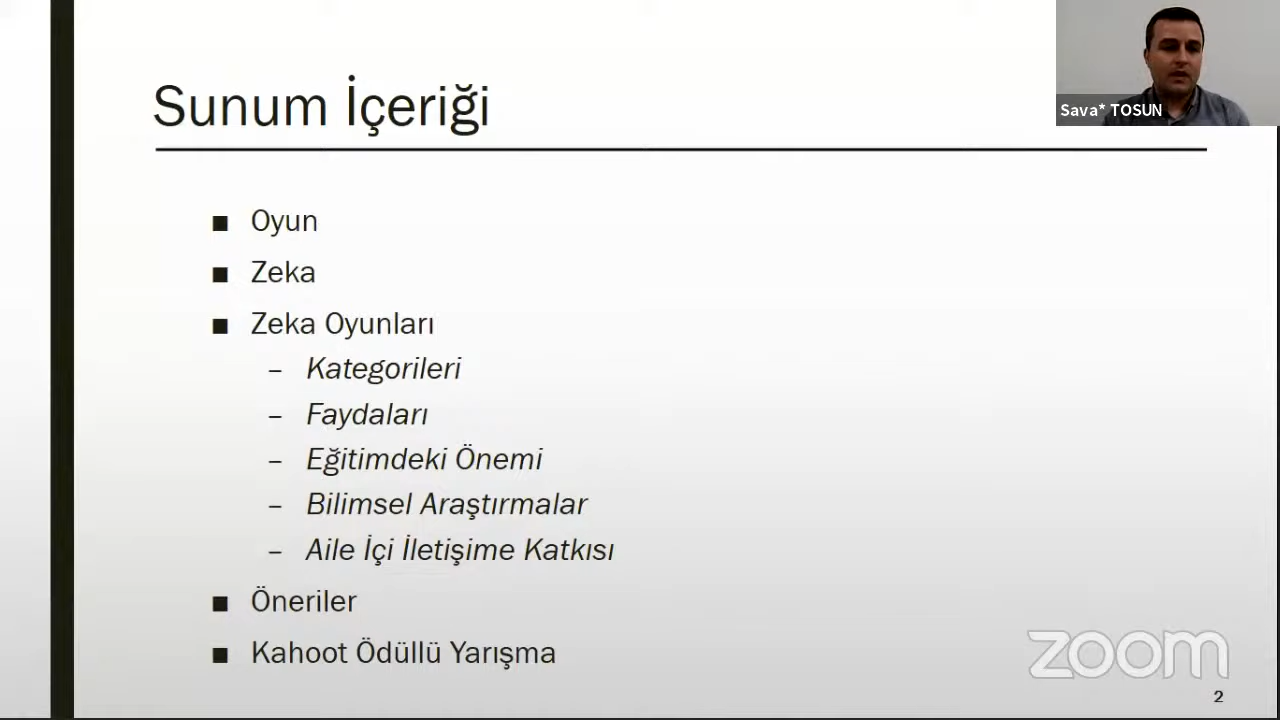 Sunum İçeriği
Sava* TOSUN
■ Oyun
■ Zeka
■ Zeka Oyunları
– Kategorileri
– Faydaları
– Eğitimdeki Önemi
– Bilimsel Araştırmalar
– Aile İçi İletişime Katkısı
■ Öneriler
■ Kahoot Ödüllü Yarışma
zoom
2